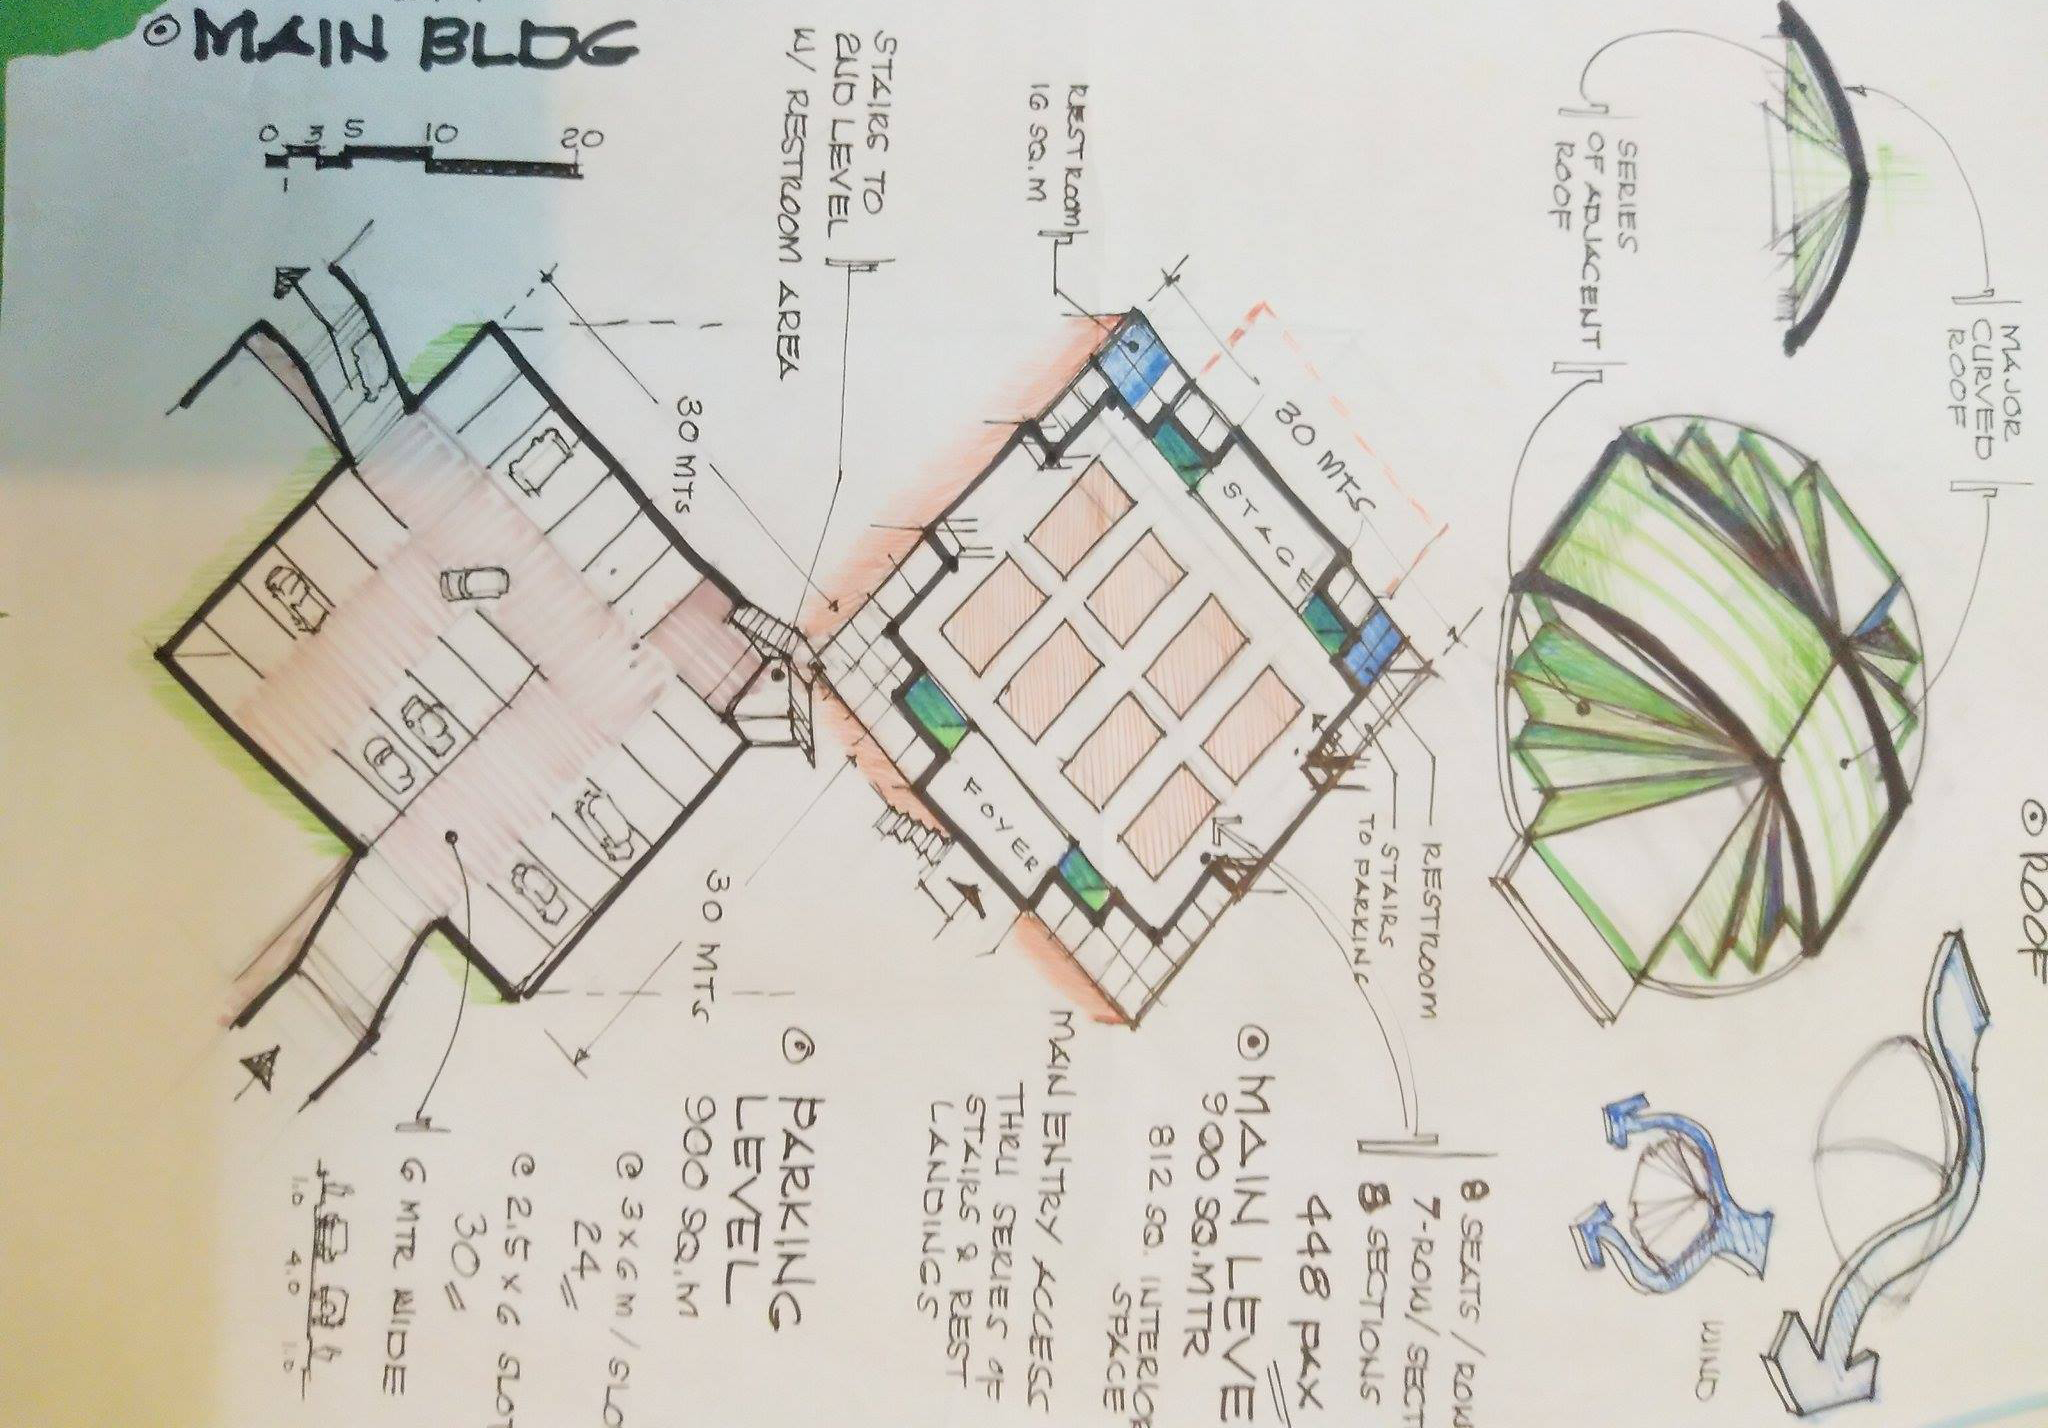 MAIN BLDG
0 3 5 10 20
STAIRS TO
2ND LEVEL
W/ RESTROOM AREA
RESTROOM
16 SQ.M
SERIES
OF ADJACENT
ROOF
MAJOR
CURVED
ROOF
ROOF
WIND
30 MTS
30 MTS
30 MTS
STAGE
FOYER
RESTROOM
STAIRS
TO PARKING
8 SEATS / ROW
7-ROW/ SECT
8 SECTIONS
448 PAX
MAIN LEVE
900 SQ.MTR
812 SQ. INTERIO
SPACE
MAIN ENTRY ACCESS
THRU SERIES OF
STAIRS & REST
LANDINGS
PARKING
LEVEL
900 SQ.M
@ 3 X 6 M / SLO
24
@ 2.5 X 6 SLOT
30
6 MTR WIDE
1.0 4.0 1.0